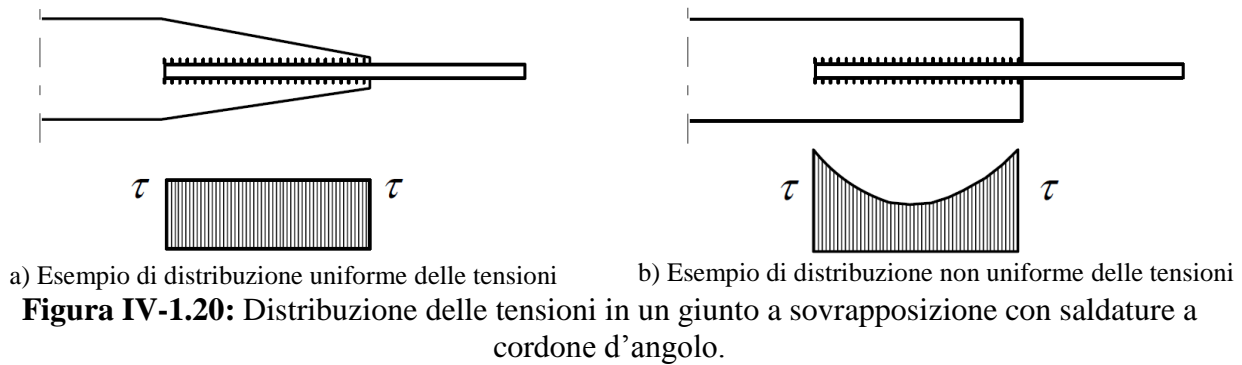 τ τ
τ τ
a) Esempio di distribuzione uniforme delle tensioni
b) Esempio di distribuzione non uniforme delle tensioni
Figura IV-1.20: Distribuzione delle tensioni in un giunto a sovrapposizione con saldature a
cordone d’angolo.